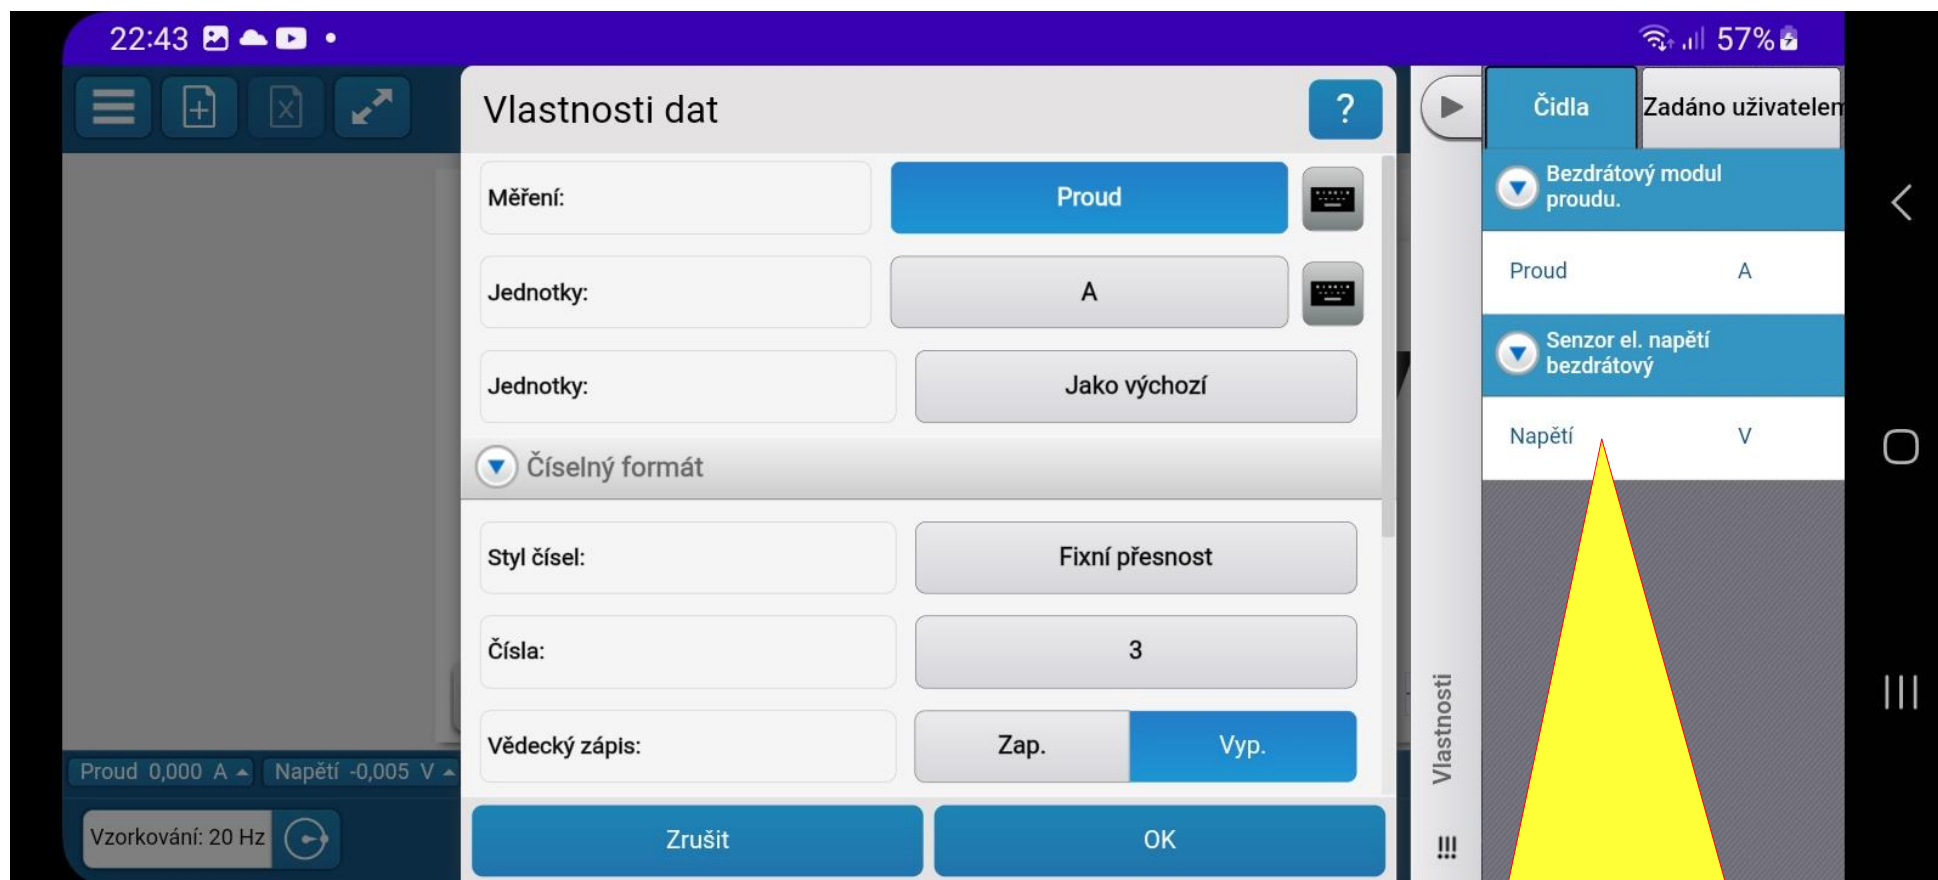 22:43
57%
Vlastnosti dat
?
Měření:
Proud
Jednotky:
A
Jednotky:
Jako výchozí
Číselný formát
Styl čísel:
Fixní přesnost
Čísla:
3
Vědecký zápis:
Zap.
Vyp.
Zrušit
OK
Proud 0,000 A
Napětí -0,005 V
Vzorkování: 20 Hz
Vlastnosti
Čidla
Zadáno uživatelem
Bezdrátový modul
proudu.
Proud A
Senzor el. napětí
bezdrátový
Napětí V